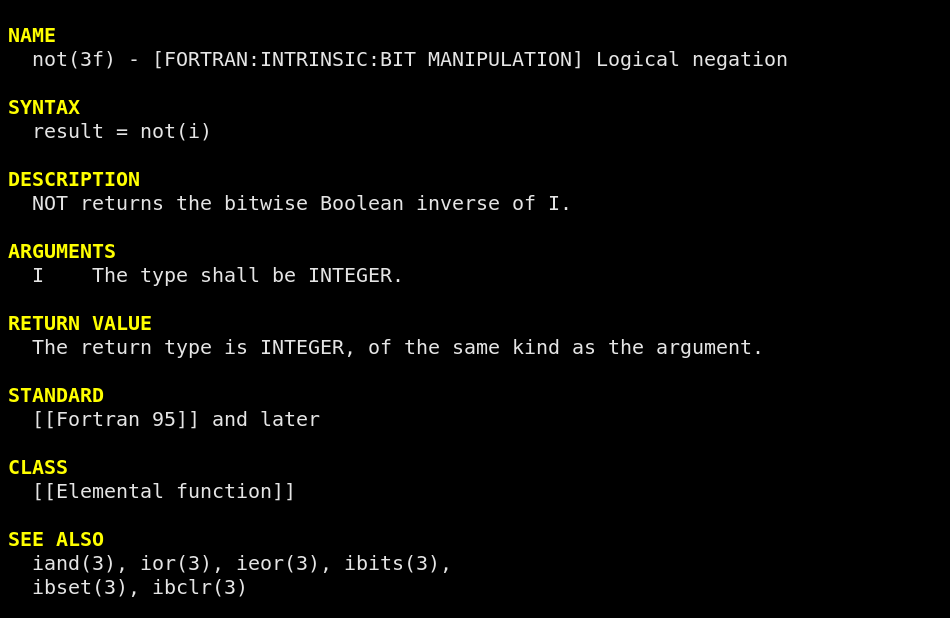 NAME
not(3f) - [FORTRAN:INTRINSIC:BIT MANIPULATION] Logical negation
SYNTAX
result = not(i)
DESCRIPTION
NOT returns the bitwise Boolean inverse of I.
ARGUMENTS
I    The type shall be INTEGER.
RETURN VALUE
The return type is INTEGER, of the same kind as the argument.
STANDARD
[[Fortran 95]] and later
CLASS
[[Elemental function]]
SEE ALSO
iand(3), ior(3), ieor(3), ibits(3),
ibset(3), ibclr(3)